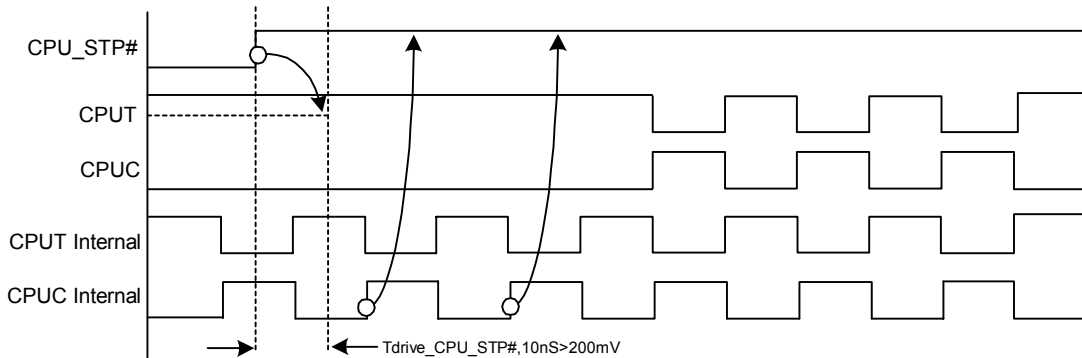 CPU_STP#
CPUT
CPUC
CPUT Internal
CPUC Internal
Tdrive_CPU_STP#,10nS>200mV